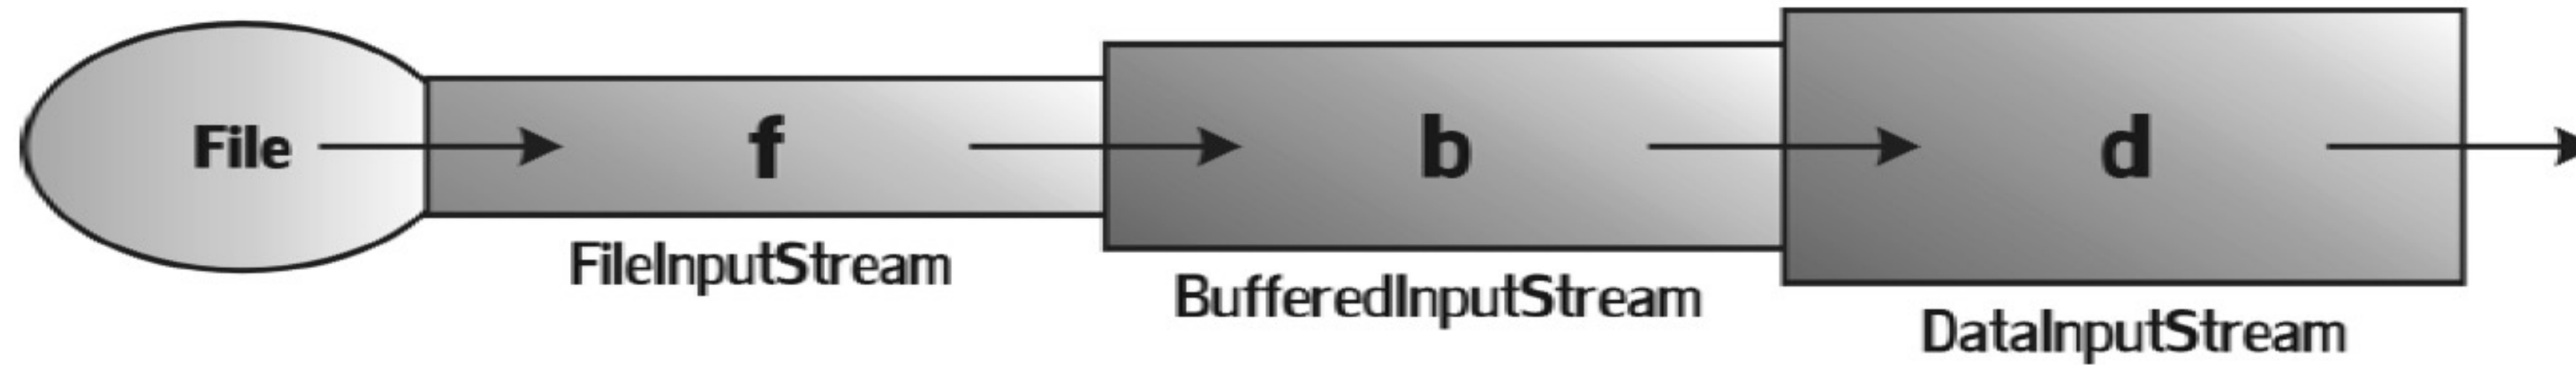 File
f
b
d
FileInputStream
BufferedInputStream
DataInputStream